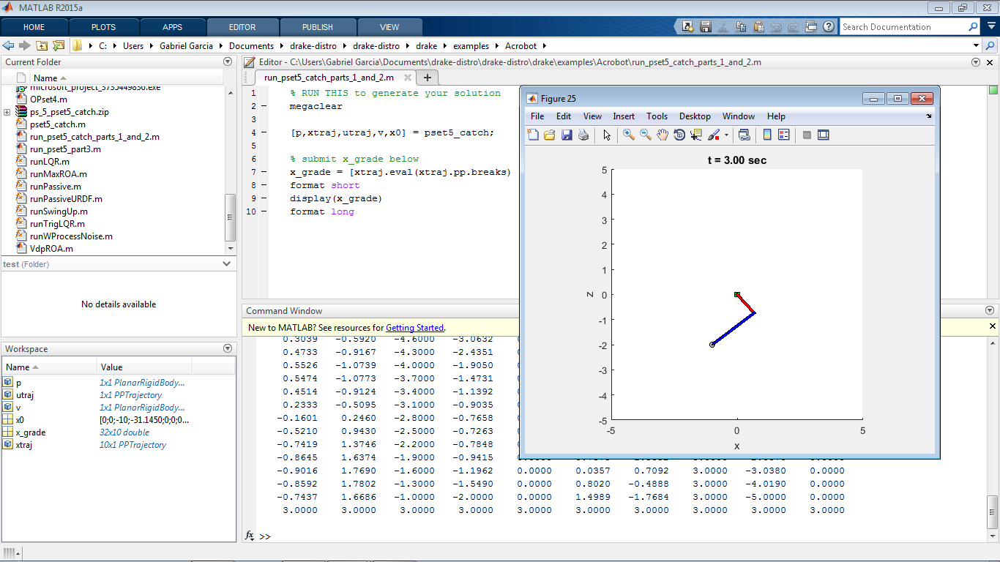 MATLAB R2015a
HOME PLOTS APPS EDITOR PUBLISH VIEW Search Documentation
C: Users Gabriel Garcia Documents drake-distro drake-distro drake examples Acrobot
Current Folder
Name
microsoft_project_3755449836.exe
OPset4.m
ps_5_pset5_catch.zip
pset5_catch.m
run_pset5_catch_parts_1_and_2.m
run_pset5_part3.m
runLQR.m
runMaxROA.m
runPassive.m
runPassiveURDF.m
runSwingUp.m
runTrigLQR.m
runWProcessNoise.m
VdpROA.m
test (Folder)
No details available
Workspace
Name Value
p 1x1 PlanarRigidBody...
utraj 1x1 PPTrajectory
v 1x1 PlanarRigidBody...
x0 [0;0;-10;-31.1450;0;0;0...
x_grade 32x10 double
xtraj 10x1 PPTrajectory
Editor - C:\Users\Gabriel Garcia\Documents\drake-distro\drake-distro\drake\examples\Acrobot\run_pset5_catch_parts_1_and_2.m
run_pset5_catch_parts_1_and_2.m
1 % RUN THIS to generate your solution
2 megaclear
3
4 [p,xtraj,utraj,v,x0] = pset5_catch;
5
6 % submit x_grade below
7 x_grade = [xtraj.eval(xtraj.pp.breaks)
8 format short
9 display(x_grade)
10 format long
Figure 25
File Edit View Insert Tools Desktop Window Help
t = 3.00 sec
5
4
3
2
1
0
-1
-2
-3
-4
-5
z
-5 0 5
x
Command Window
New to MATLAB? See resources for Getting Started.
0.3039 -0.5920 -4.6000 -3.0632
0.4733 -0.9167 -4.3000 -2.4351
0.5526 -1.0739 -4.0000 -1.9050
0.5474 -1.0773 -3.7000 -1.4731
0.4514 -0.9124 -3.4000 -1.1392
0.2333 -0.5095 -3.1000 -0.9035
-0.1601 0.2460 -2.8000 -0.7658
-0.5210 0.9430 -2.5000 -0.7263
-0.7419 1.3746 -2.2000 -0.7848
-0.8645 1.6374 -1.9000 -0.9415
-0.9016 1.7690 -1.6000 -1.1962 0.0000 0.0357 0.7092 3.0000 -3.0380 0.0000
-0.8592 1.7802 -1.3000 -1.5490 0.0000 0.8020 -0.4888 3.0000 -4.0190 0.0000
-0.7437 1.6686 -1.0000 -2.0000 0.0000 1.4989 -1.7684 3.0000 -5.0000 0.0000
3.0000 3.0000 3.0000 3.0000 3.0000 3.0000 3.0000 3.0000 3.0000 3.0000
fx >>